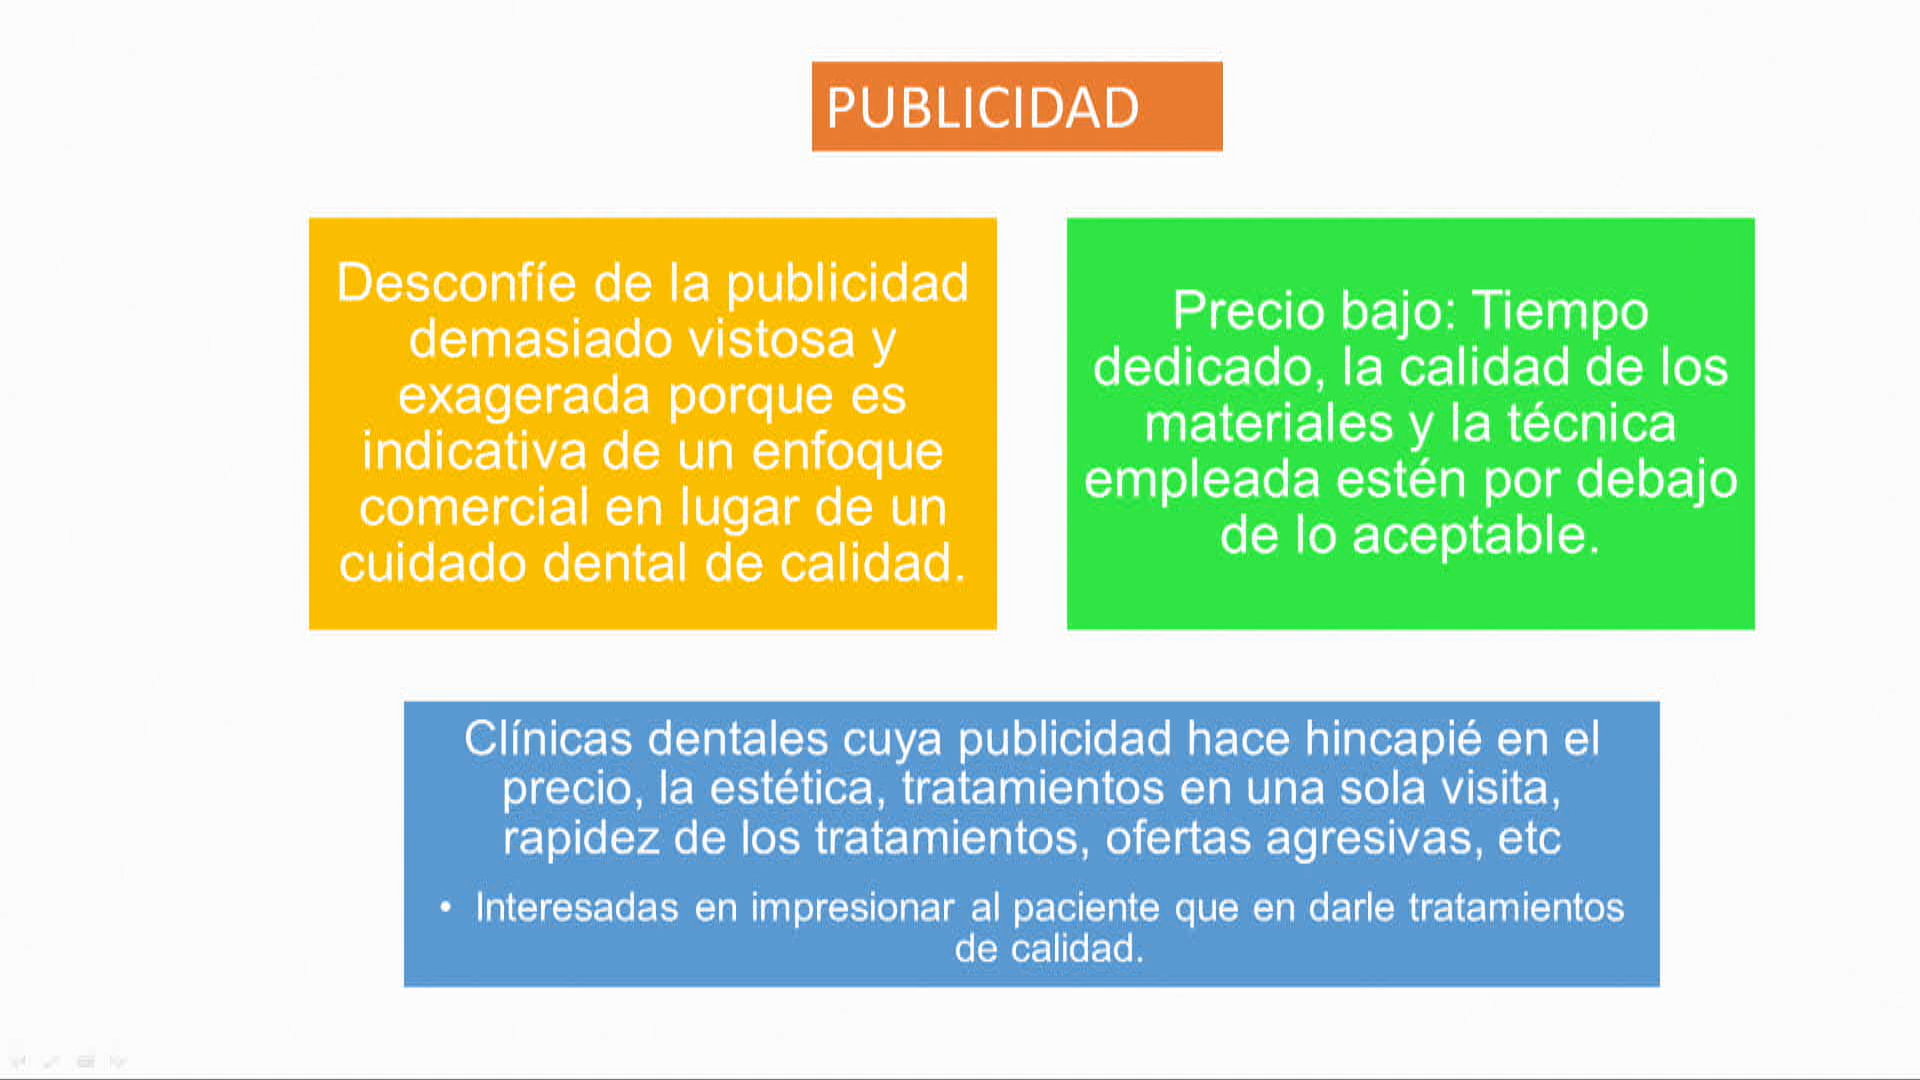 PUBLICIDAD
Desconfíe de la publicidad
demasiado vistosa y
exagerada porque es
indicativa de un enfoque
comercial en lugar de un
cuidado dental de calidad.
Precio bajo: Tiempo
dedicado, la calidad de los
materiales y la técnica
empleada estén por debajo
de lo aceptable.
Clínicas dentales cuya publicidad hace hincapié en el
precio, la estética, tratamientos en una sola visita,
rapidez de los tratamientos, ofertas agresivas, etc
• Interesadas en impresionar al paciente que en darle tratamientos
de calidad.